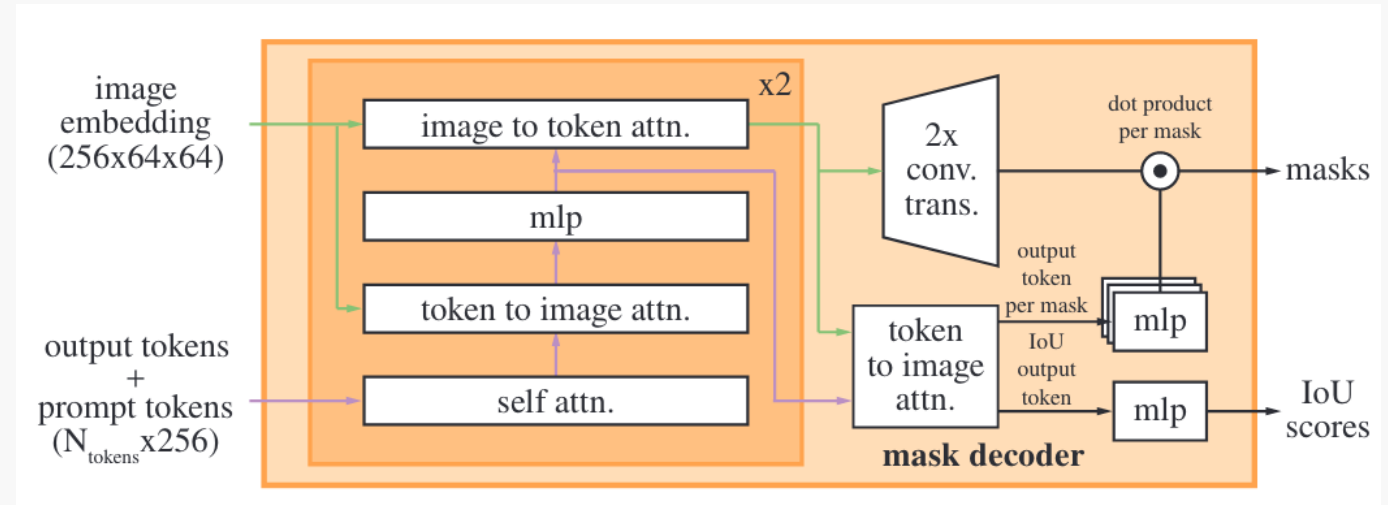 image
embedding
(256x64x64)
output tokens
+
prompt tokens
(Ntokensx256)
x2
image to token attn.
mlp
token to image attn.
self attn.
2x
conv.
trans.
dot product
per mask
masks
output
token
per mask
mlp
token
to image
attn.
IoU
output
token
mlp
IoU
scores
mask decoder